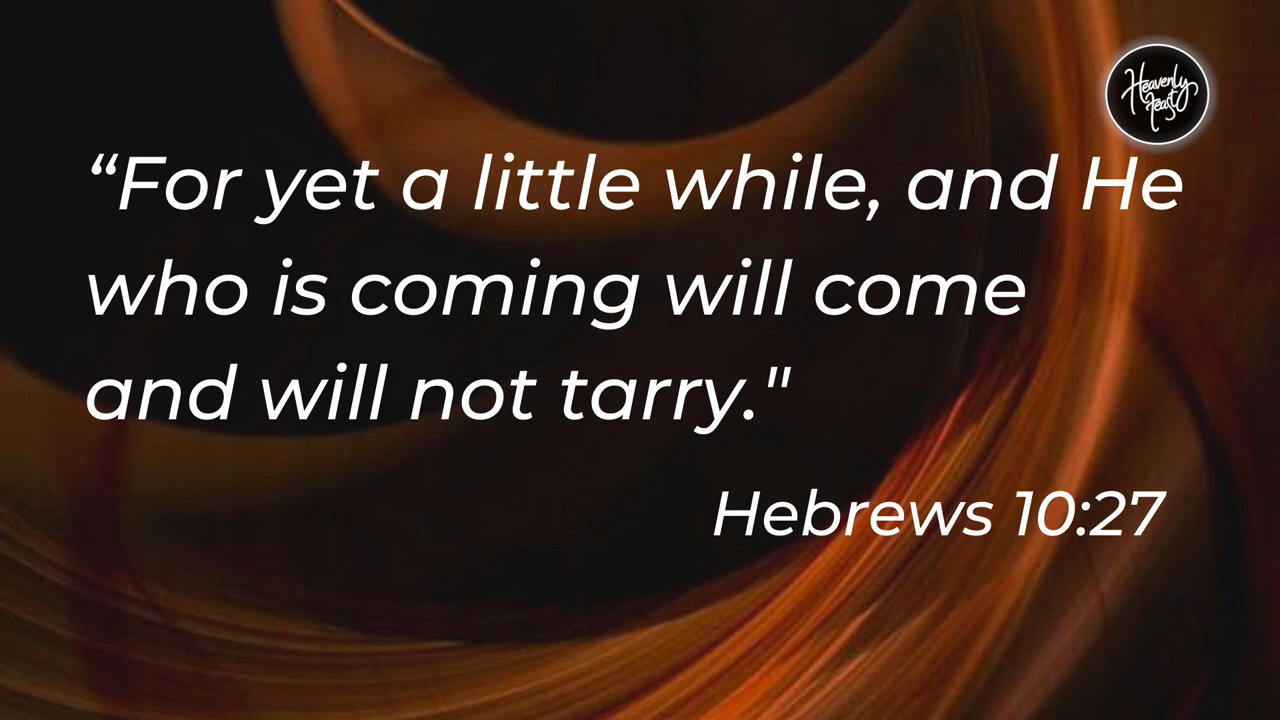 Heavenly
feast
“For yet a little while, and He
who is coming will come
and will not tarry."
Hebrews 10:27